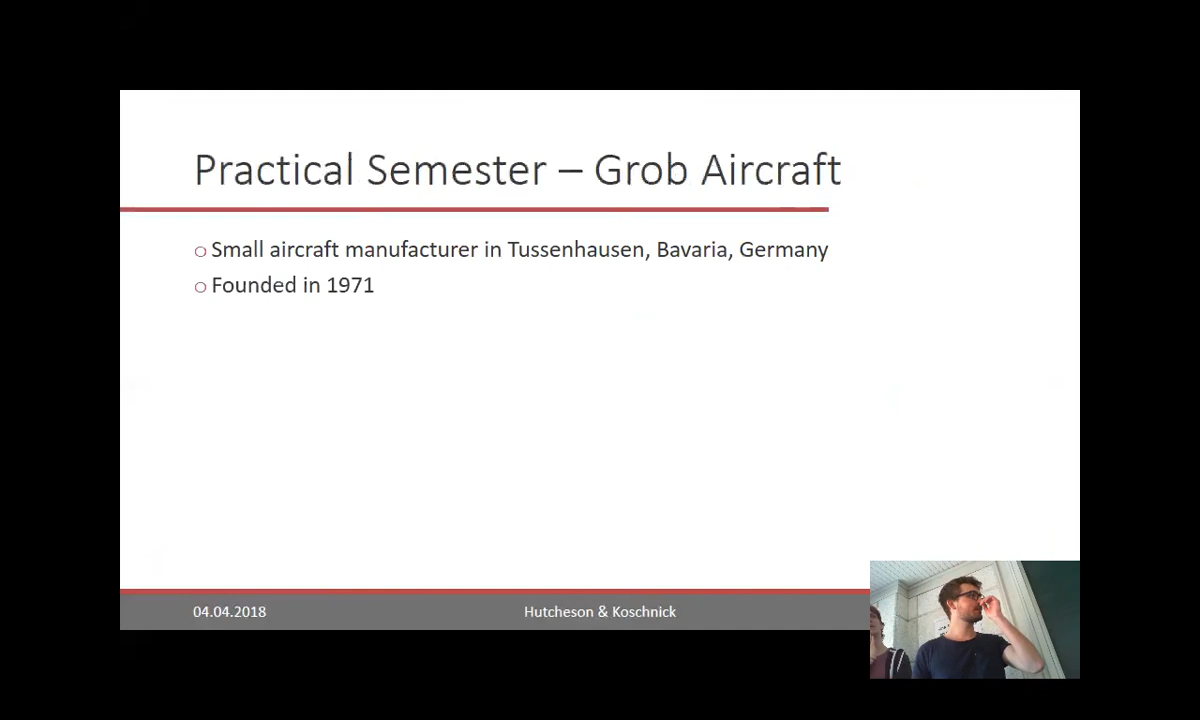 Practical Semester – Grob Aircraft
Small aircraft manufacturer in Tussenhausen, Bavaria, Germany
Founded in 1971
04.04.2018
Hutcheson & Koschnick